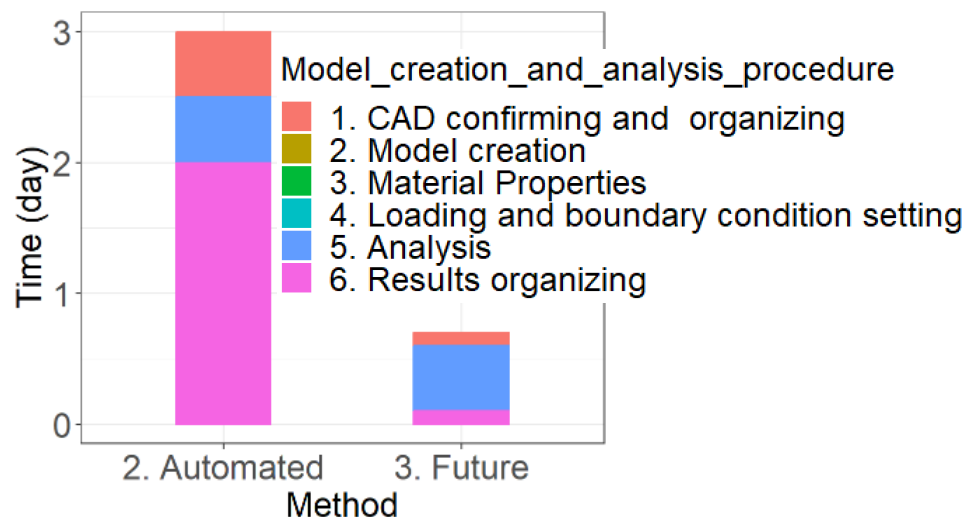 3
2
1
0
Time (day)
Model_creation_and_analysis_procedure
1. CAD confirming and  organizing
2. Model creation
3. Material Properties
4. Loading and boundary condition setting
5. Analysis
6. Results organizing
2. Automated
3. Future
Method